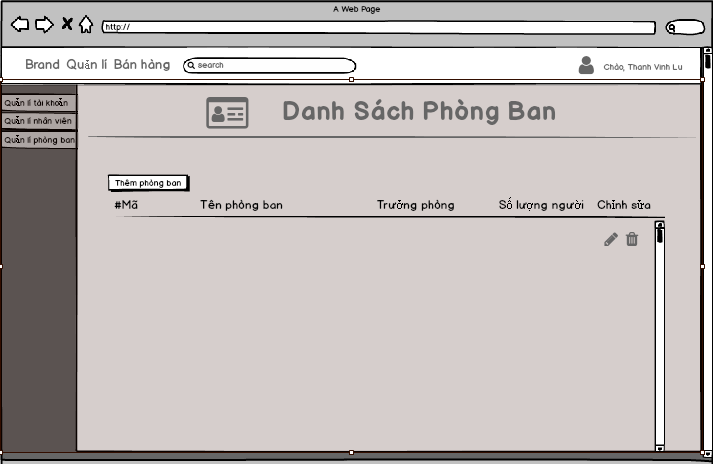 A Web Page
http://
Brand Quản lí Bán hàng
search
Chào, Thanh Vinh Lu
Quản lí tài khoản
Quản lí nhân viên
Quản lí phòng ban
Danh Sách Phòng Ban
Thêm phòng ban
#Mã Tên phòng ban Trưởng phòng Số lượng người Chỉnh sửa